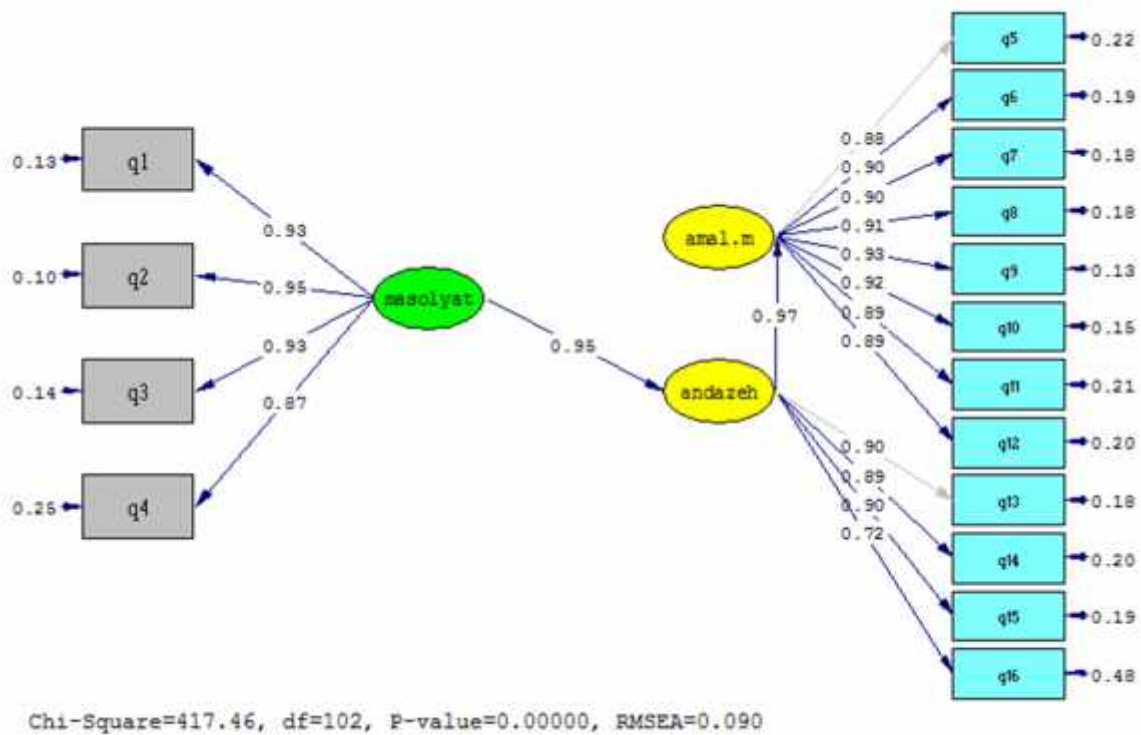 0.13 q1
0.10 q2
0.14 q3
0.25 q4
0.93
0.95
0.93
0.87
masolyat
0.95
amal.m
0.97
andazeh
0.88
0.90
0.90
0.91
0.93
0.92
0.89
0.89
0.90
0.89
0.90
0.72
q5 0.22
q6 0.19
q7 0.18
q8 0.18
q9 0.13
q10 0.15
q11 0.21
q12 0.20
q13 0.18
q14 0.20
q15 0.19
q16 0.48
Chi-Square=417.46, df=102, P-value=0.00000, RMSEA=0.090